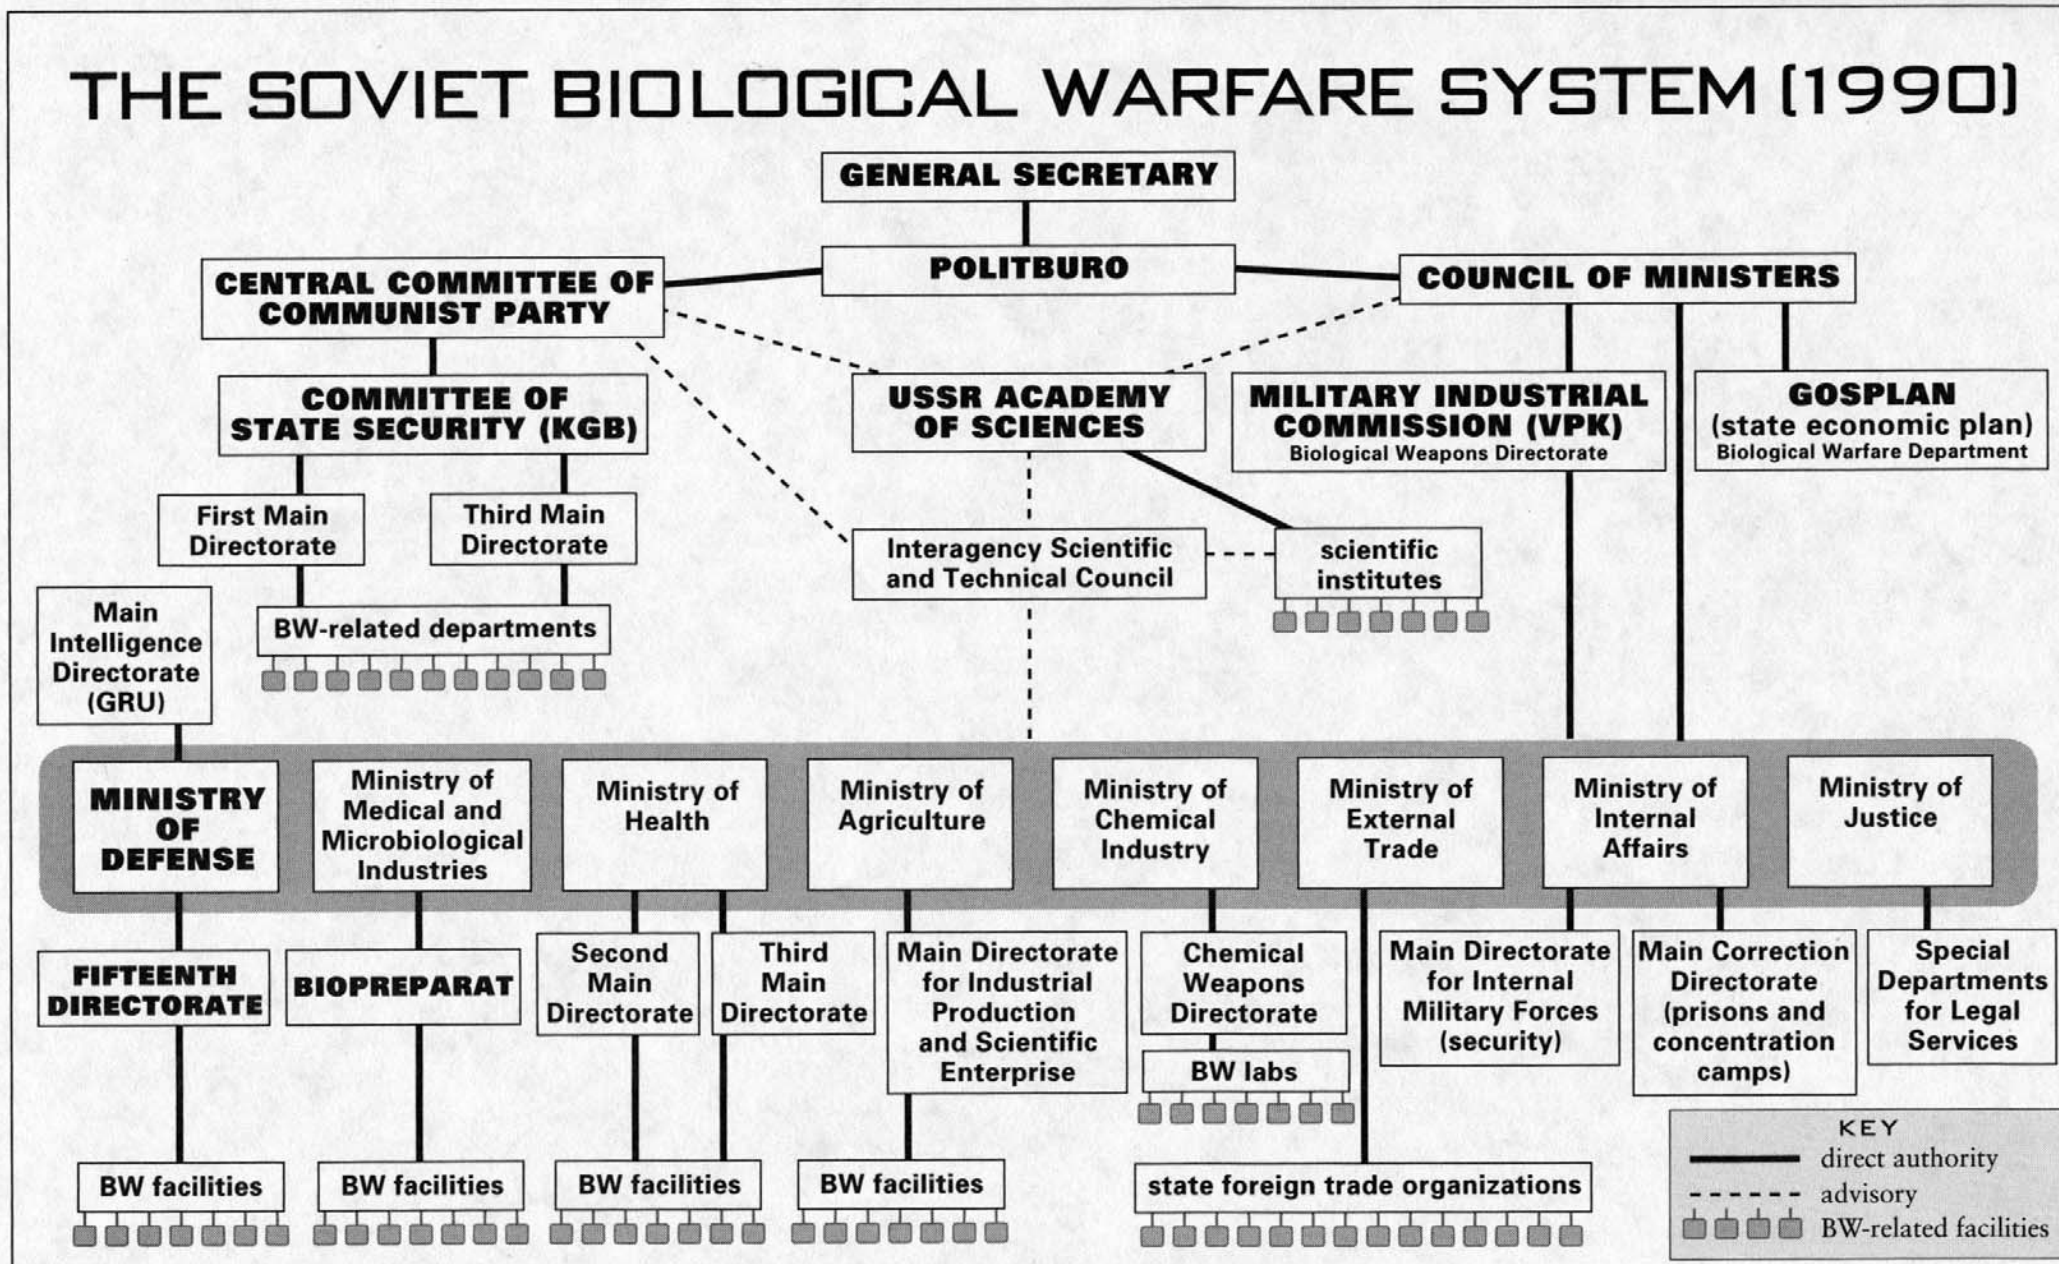 THE SOVIET BIOLOGICAL WARFARE SYSTEM (1990)
GENERAL SECRETARY
POLITBURO
CENTRAL COMMITTEE OF
COMMUNIST PARTY
COUNCIL OF MINISTERS
COMMITTEE OF
STATE SECURITY (KGB)
USSR ACADEMY
OF SCIENCES
MILITARY INDUSTRIAL
COMMISSION (VPK)
Biological Weapons Directorate
GOSPLAN
(state economic plan)
Biological Warfare Department
First Main
Directorate
Third Main
Directorate
Interagency Scientific
and Technical Council
scientific
institutes
Main
Intelligence
Directorate
(GRU)
BW-related departments
MINISTRY
OF
DEFENSE
Ministry of
Medical and
Microbiological
Industries
Ministry of
Health
Ministry of
Agriculture
Ministry of
Chemical
Industry
Ministry of
External
Trade
Ministry of
Internal
Affairs
Ministry of
Justice
FIFTEENTH
DIRECTORATE
BIOPREPARAT
Second
Main
Directorate
Third
Main
Directorate
Main Directorate
for Industrial
Production
and Scientific
Enterprise
Chemical
Weapons
Directorate
BW labs
Main Directorate
for Internal
Military Forces
(security)
Main Correction
Directorate
(prisons and
concentration
camps)
Special
Departments
for Legal
Services
BW facilities
BW facilities
BW facilities
BW facilities
state foreign trade organizations
KEY
direct authority
advisory
BW-related facilities